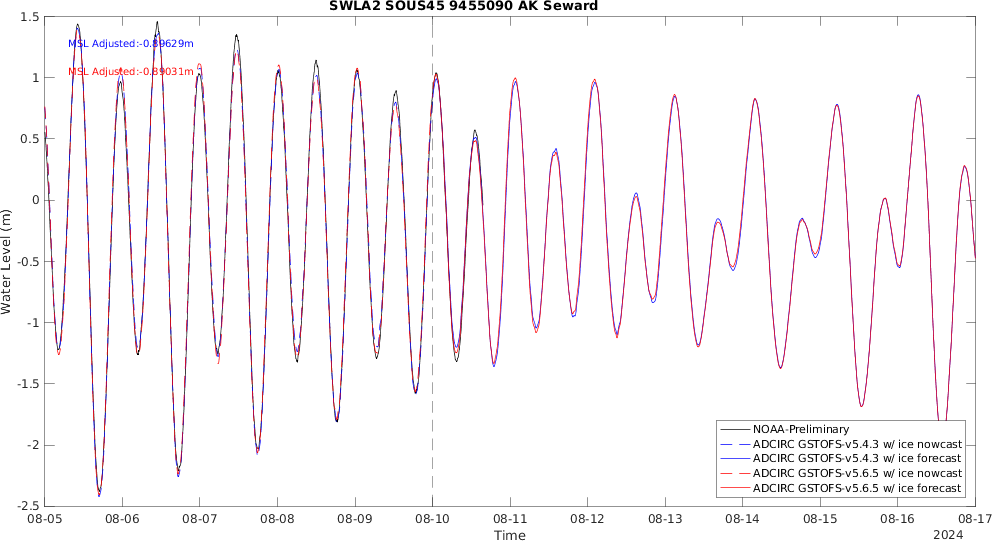 SWLA2 SOUS45 9455090 AK Seward
MSL Adjusted:-0.89629m
MSL Adjusted:-0.89031m
1.5
1
0.5
0
-0.5
-1
-1.5
-2
-2.5
Water Level (m)
NOAA-Preliminary
ADCIRC GSTOFS-v5.4.3 w/ ice nowcast
ADCIRC GSTOFS-v5.4.3 w/ ice forecast
ADCIRC GSTOFS-v5.6.5 w/ ice nowcast
ADCIRC GSTOFS-v5.6.5 w/ ice forecast
08-05 08-06 08-07 08-08 08-09 08-10 08-11 08-12 08-13 08-14 08-15 08-16 08-17
Time
2024